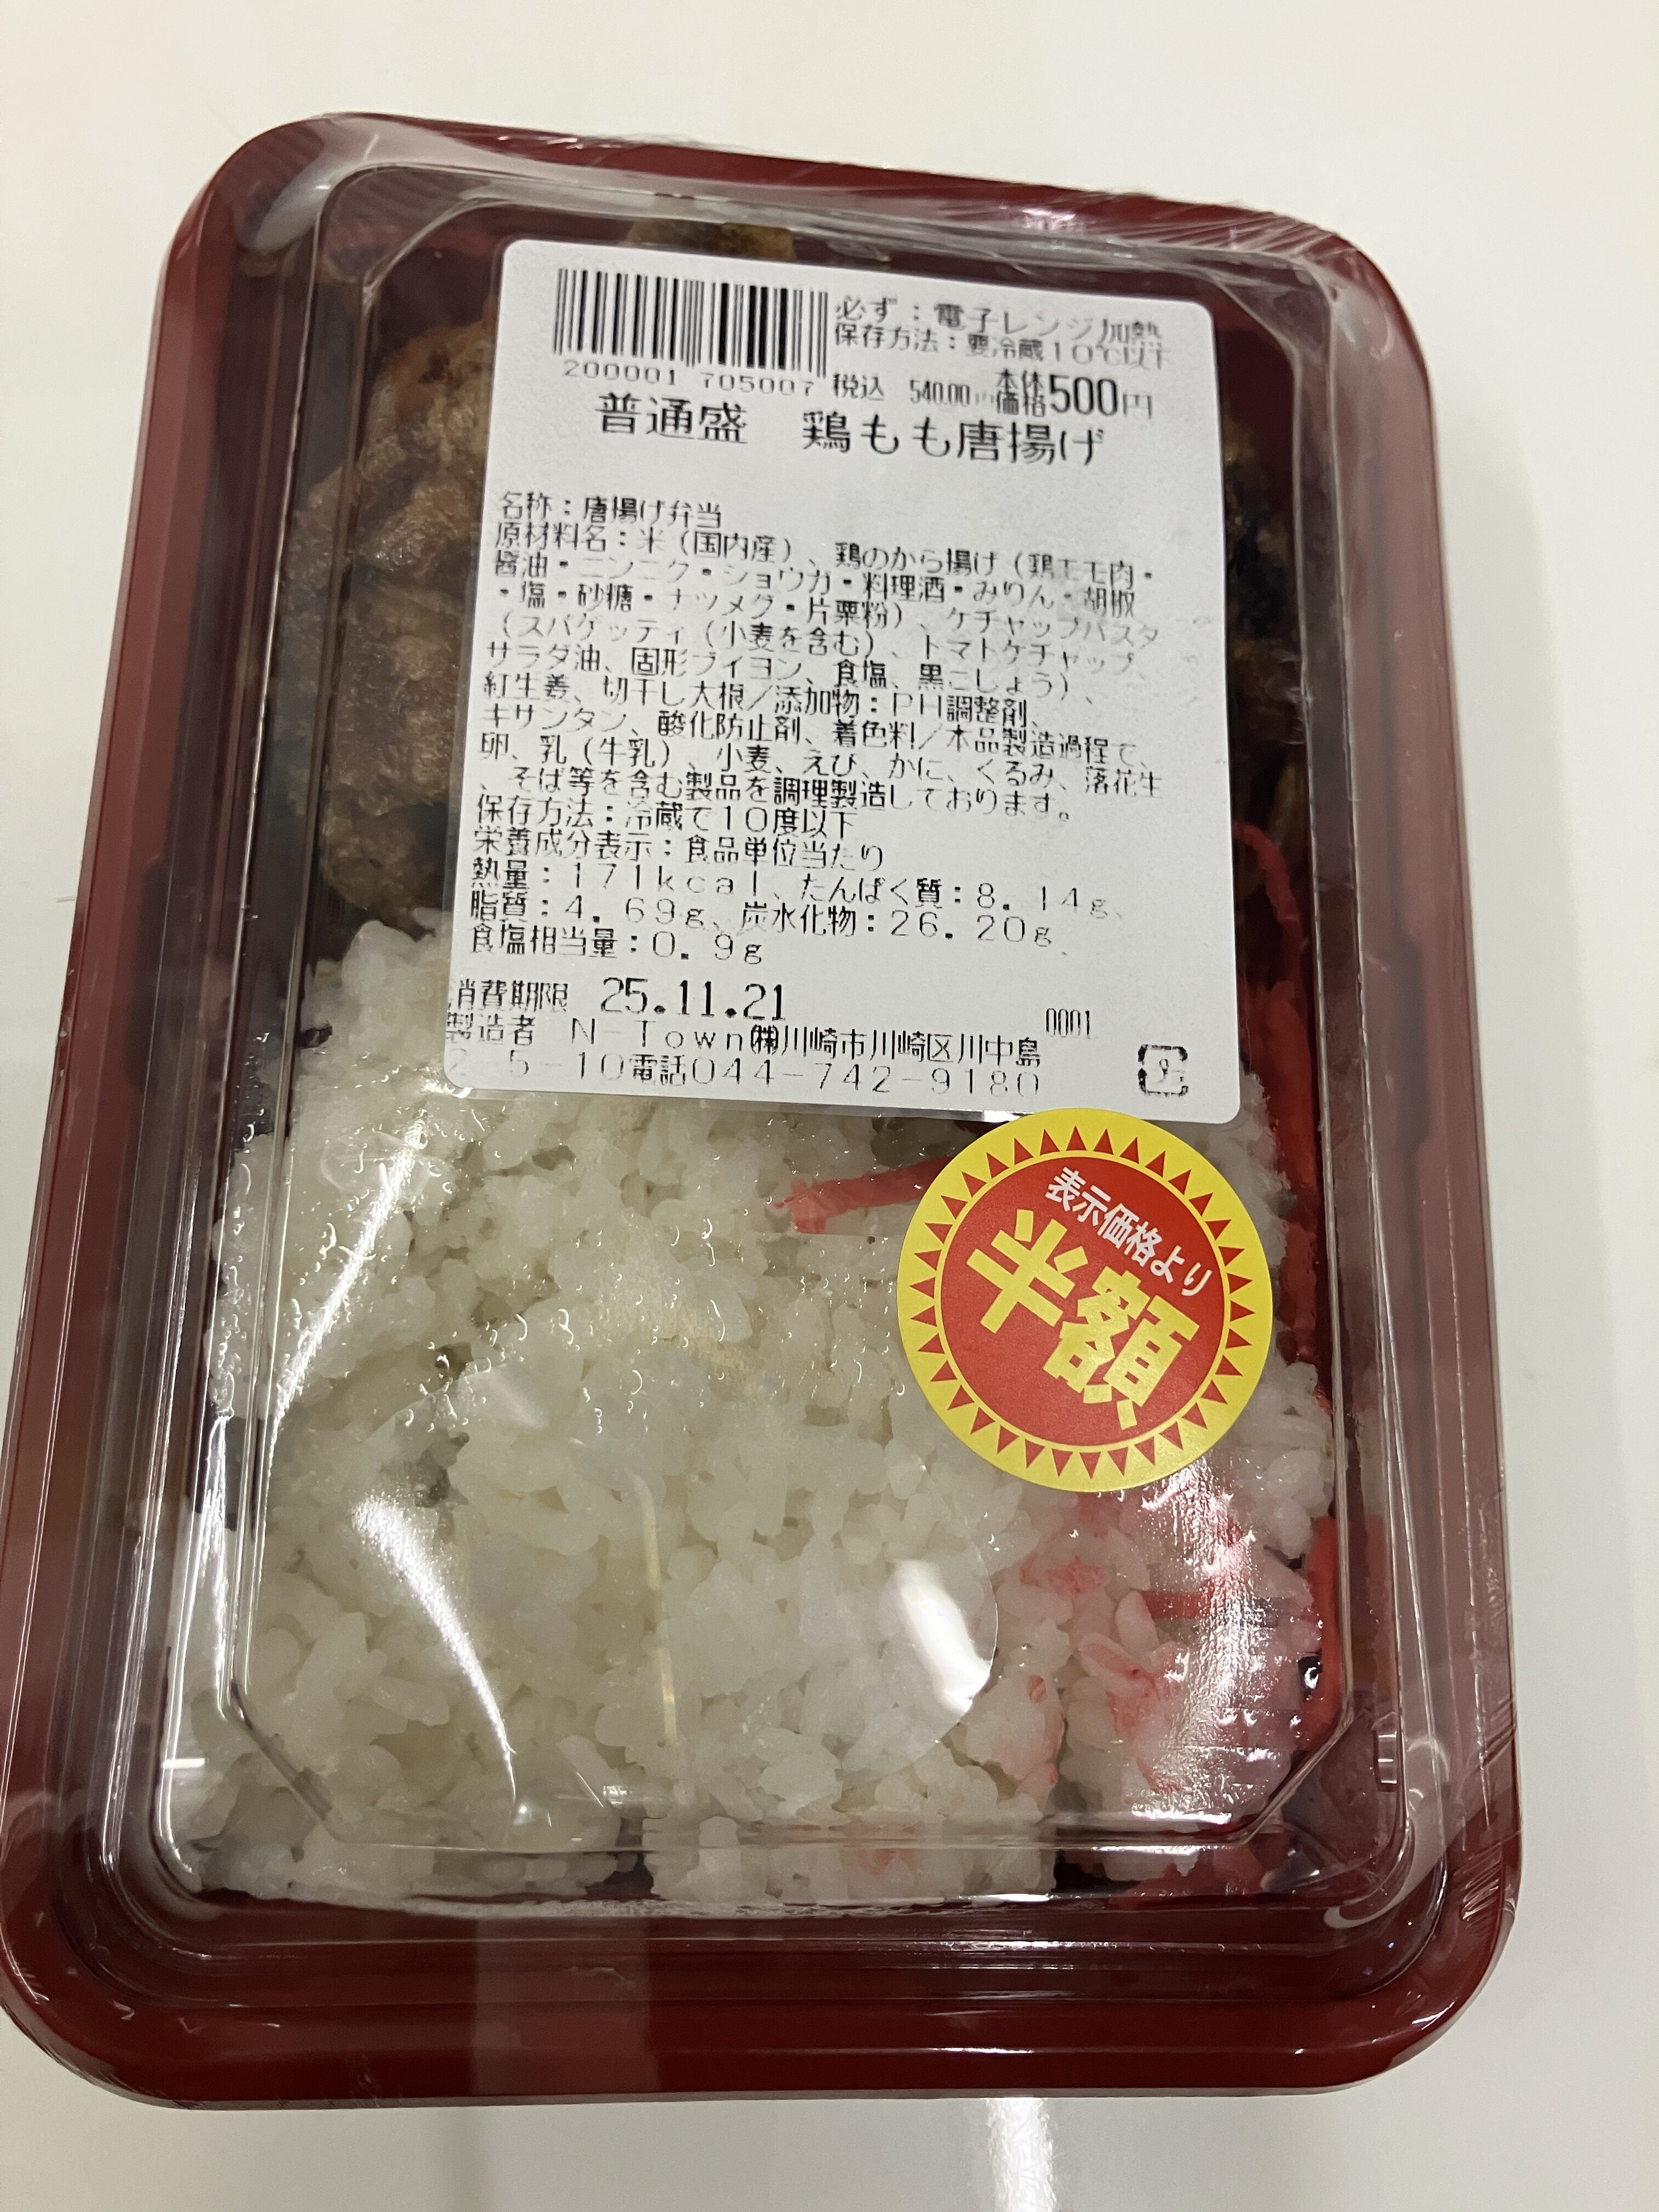 必ず：電子レンジ加熱
保存方法：要冷蔵10℃以下
200001 705007 税込 540.00円 本体価格500円
普通盛 鶏もも唐揚げ
名称：唐揚げ弁当
原材料名：米（国内産）、鶏のから揚げ（鶏モモ肉・
醤油・ニンニク・ショウガ・料理酒・みりん・胡椒
・塩・砂糖・ナツメグ・片栗粉）、ケチャップパスタ
（スパゲッティ（小麦を含む）、トマトケチャップ、
サラダ油、固形ブイヨン、食塩、黒こしょう）、
紅生姜、切干し大根／添加物：PH調整剤、
キサンタン、酸化防止剤、着色料／本品製造過程で、
卵、乳（牛乳）、小麦、えび、かに、くるみ、落花生
、そば等を含む製品を調理製造しております。
保存方法：冷蔵で10度以下
栄養成分表示：食品単位当たり
熱量：171kcal、たんぱく質：8．14g、
脂質：4．69g、炭水化物：26．20g
食塩相当量：0．9g
消費期限 25.11.21
0001
製造者 N－Town㈱川崎市川崎区川中島
2－5－10電話044－742－9180
表示価格より
半額